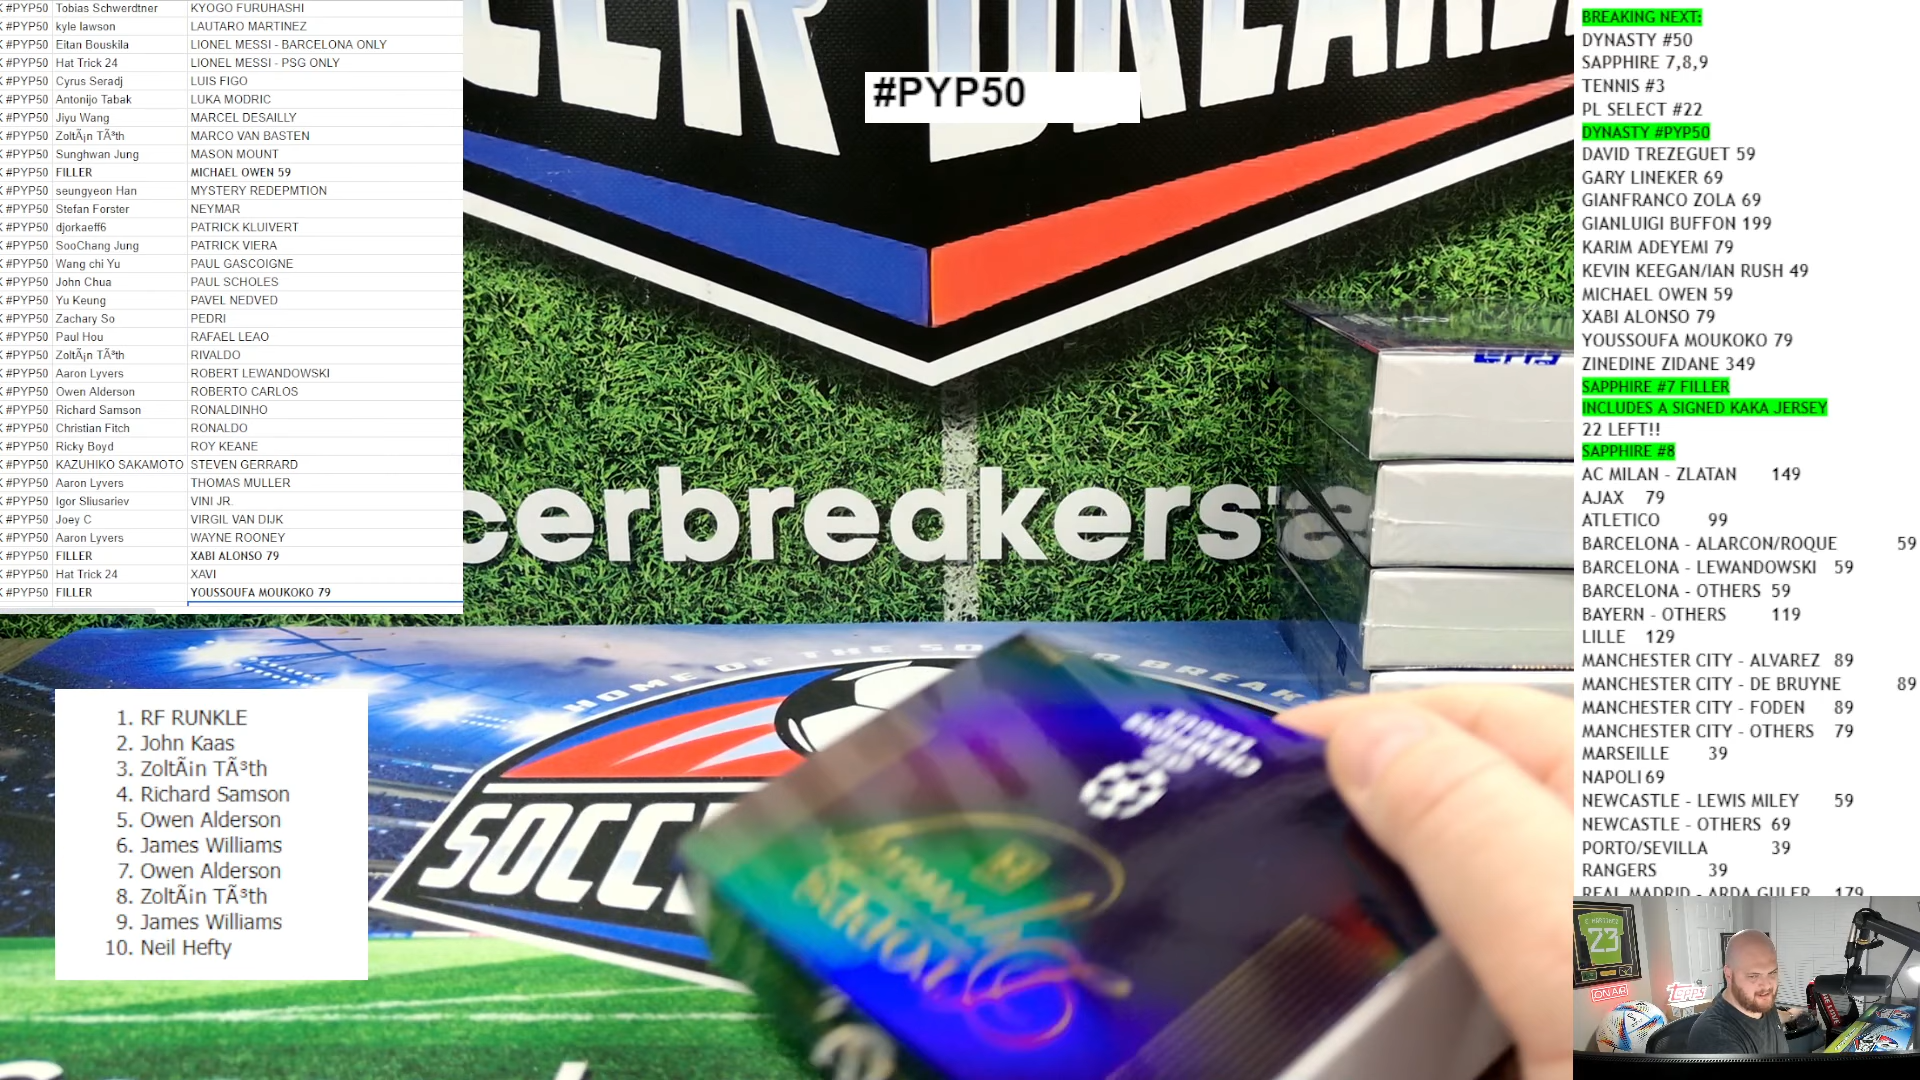 K #PYP50 Tobias Schwerdtner KYOGO FURUHASHI
K #PYP50 kyle lawson LAUTARO MARTINEZ
K #PYP50 Eitan Bouskila LIONEL MESSI - BARCELONA ONLY
K #PYP50 Hat Trick 24 LIONEL MESSI - PSG ONLY
K #PYP50 Cyrus Seradj LUIS FIGO
K #PYP50 Antonijo Tabak LUKA MODRIC
K #PYP50 Jiyu Wang MARCEL DESAILLY
K #PYP50 ZoltÃ¡n TÃ³th MARCO VAN BASTEN
K #PYP50 Sunghwan Jung MASON MOUNT
K #PYP50 FILLER MICHAEL OWEN 59
K #PYP50 seungyeon Han MYSTERY REDEPMTION
K #PYP50 Stefan Forster NEYMAR
K #PYP50 djorkaeff6 PATRICK KLUIVERT
K #PYP50 SooChang Jung PATRICK VIERA
K #PYP50 Wang chi Yu PAUL GASCOIGNE
K #PYP50 John Chua PAUL SCHOLES
K #PYP50 Yu Keung PAVEL NEDVED
K #PYP50 Zachary So PEDRI
K #PYP50 Paul Hou RAFAEL LEAO
K #PYP50 ZoltÃ¡n TÃ³th RIVALDO
K #PYP50 Aaron Lyvers ROBERT LEWANDOWSKI
K #PYP50 Owen Alderson ROBERTO CARLOS
K #PYP50 Richard Samson RONALDINHO
K #PYP50 Christian Fitch RONALDO
K #PYP50 Ricky Boyd ROY KEANE
K #PYP50 KAZUHIKO SAKAMOTO STEVEN GERRARD
K #PYP50 Aaron Lyvers THOMAS MULLER
K #PYP50 Igor Sliusariev VINI JR.
K #PYP50 Joey C VIRGIL VAN DIJK
K #PYP50 Aaron Lyvers WAYNE ROONEY
K #PYP50 FILLER XABI ALONSO 79
K #PYP50 Hat Trick 24 XAVI
K #PYP50 FILLER YOUSSOUFA MOUKOKO 79
#PYP50
cerbreakers
topps
HOME OF THE SOCCER BREAK
SOCC
1. RF RUNKLE
2. John Kaas
3. ZoltÃ¡n TÃ³th
4. Richard Samson
5. Owen Alderson
6. James Williams
7. Owen Alderson
8. ZoltÃ¡n TÃ³th
9. James Williams
10. Neil Hefty
BREAKING NEXT:
DYNASTY #50
SAPPHIRE 7,8,9
TENNIS #3
PL SELECT #22
DYNASTY #PYP50
DAVID TREZEGUET 59
GARY LINEKER 69
GIANFRANCO ZOLA 69
GIANLUIGI BUFFON 199
KARIM ADEYEMI 79
KEVIN KEEGAN/IAN RUSH 49
MICHAEL OWEN 59
XABI ALONSO 79
YOUSSOUFA MOUKOKO 79
ZINEDINE ZIDANE 349
SAPPHIRE #7 FILLER
INCLUDES A SIGNED KAKA JERSEY
22 LEFT!!
SAPPHIRE #8
AC MILAN - ZLATAN 149
AJAX 79
ATLETICO 99
BARCELONA - ALARCON/ROQUE 59
BARCELONA - LEWANDOWSKI 59
BARCELONA - OTHERS 59
BAYERN - OTHERS 119
LILLE 129
MANCHESTER CITY - ALVAREZ 89
MANCHESTER CITY - DE BRUYNE 89
MANCHESTER CITY - FODEN 89
MANCHESTER CITY - OTHERS 79
MARSEILLE 39
NAPOLI 69
NEWCASTLE - LEWIS MILEY 59
NEWCASTLE - OTHERS 69
PORTO/SEVILLA 39
RANGERS 39
REAL MADRID - ARDA GULER 179
23
ON AIR
topps